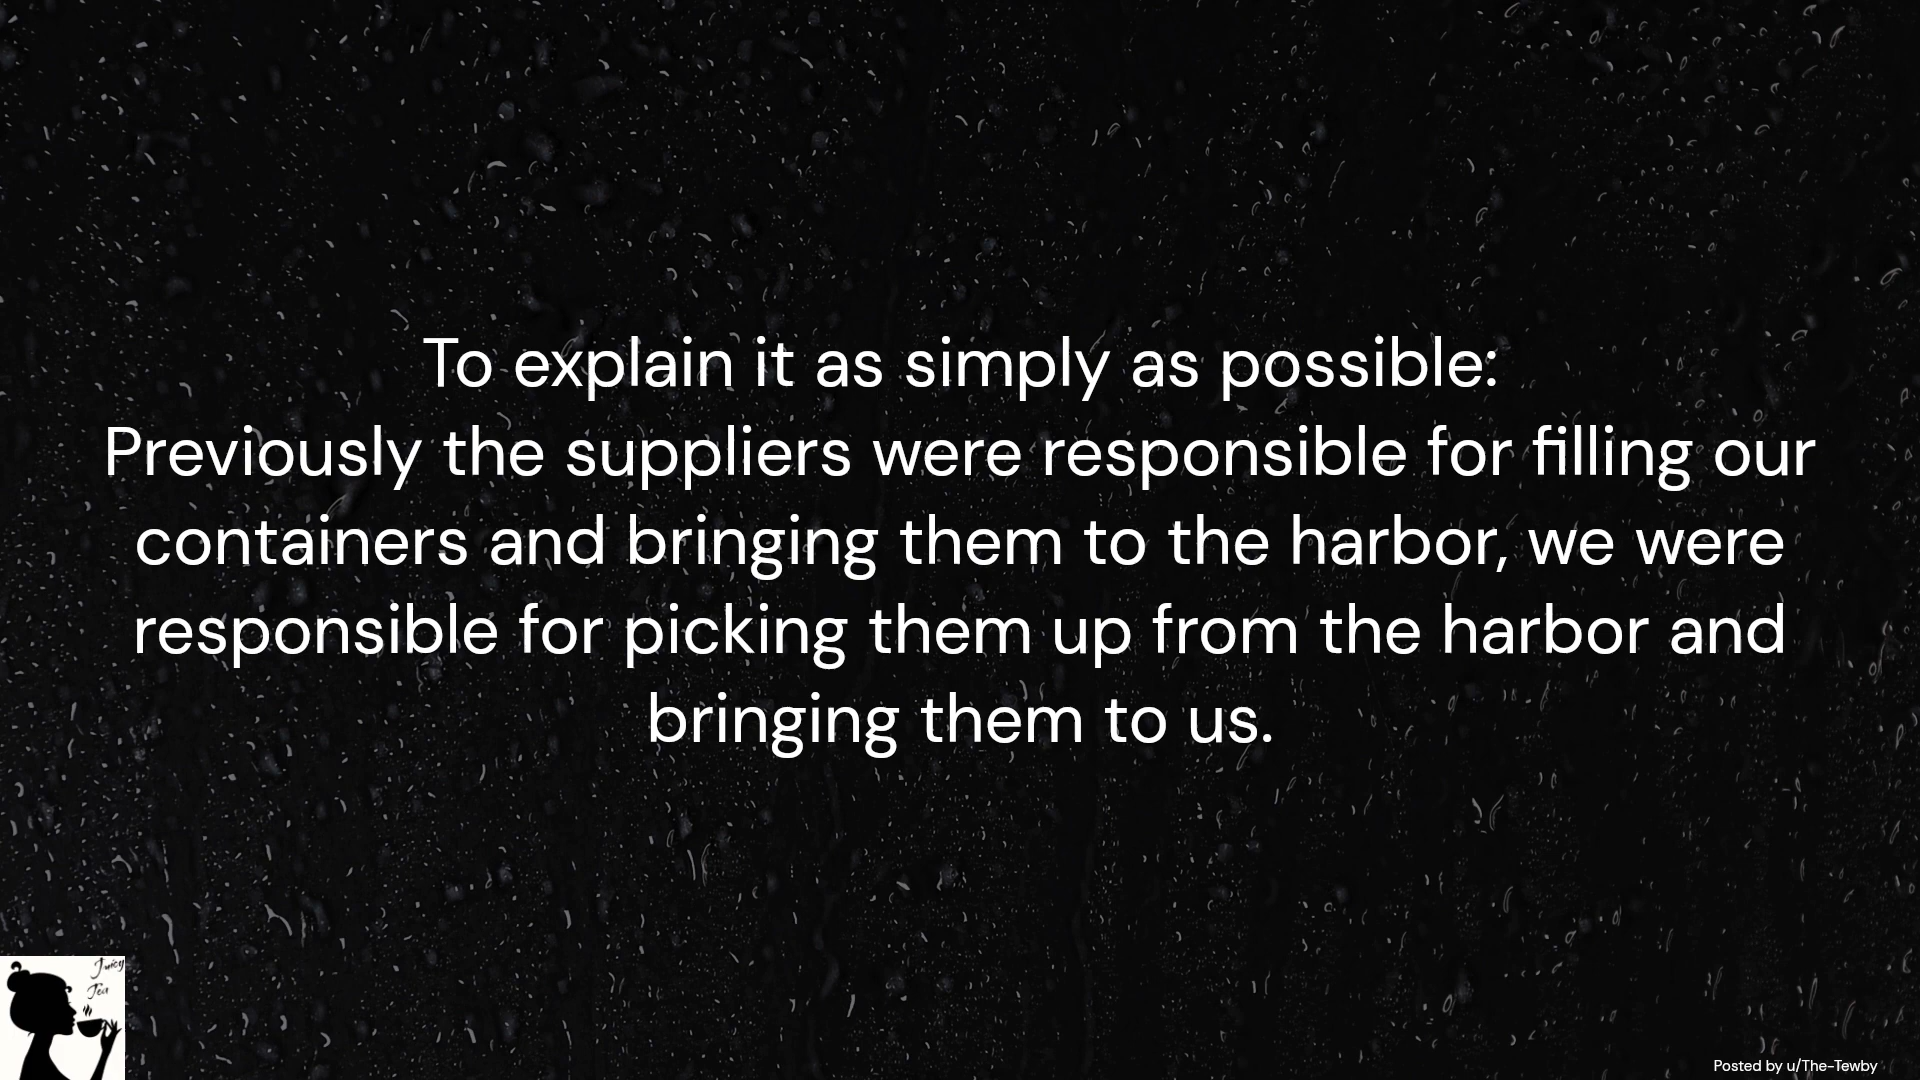 To explain it as simply as possible:
Previously the suppliers were responsible for filling our
containers and bringing them to the harbor, we were
responsible for picking them up from the harbor and
bringing them to us.
Juicy
Tea
Posted by u/The-Tewby